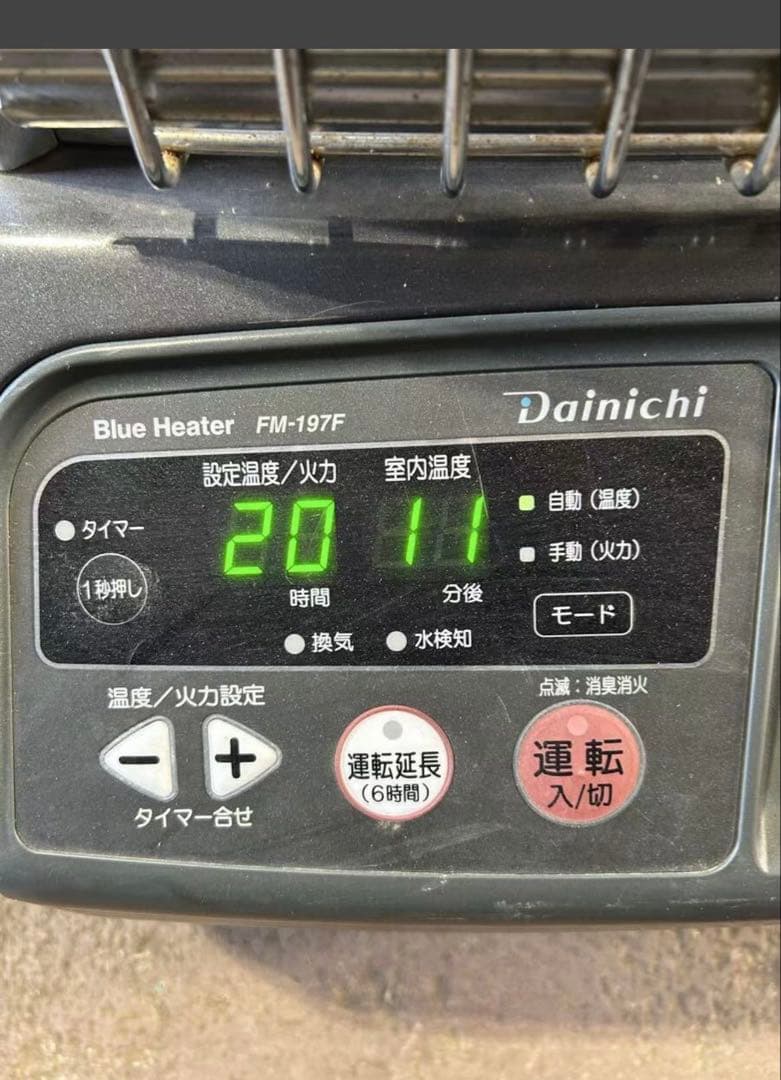 Blue Heater FM-197F
Dainichi
設定温度/火力 室内温度
20 11
自動（温度）
タイマー
手動（火力）
1秒押し
時間 分後
モード
換気 水検知
温度/火力設定
点滅：消臭消火
− +
運転延長
（6時間）
運転
入/切
タイマー合せ